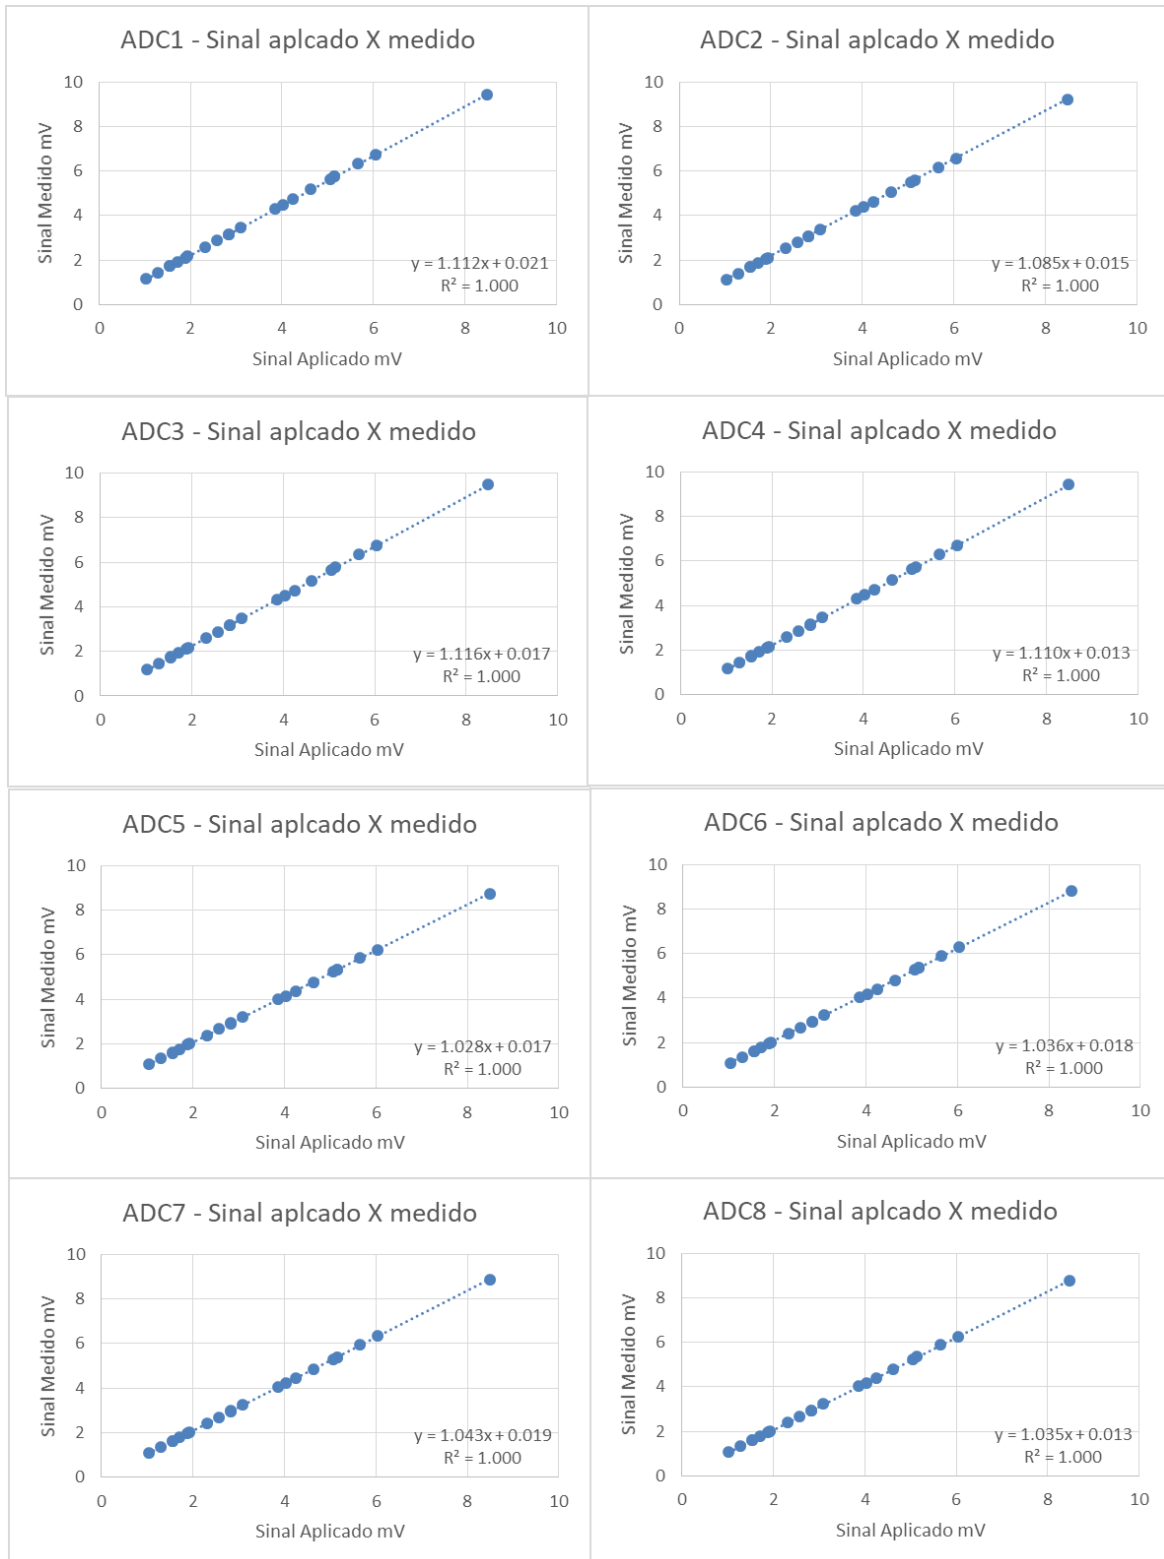 ADC1 - Sinal aplcado X medido
Sinal Medido mV
10
8
6
4
2
0
y = 1.112x + 0.021
R² = 1.000
0 2 4 6 8 10
Sinal Aplicado mV
ADC2 - Sinal aplcado X medido
Sinal Medido mV
10
8
6
4
2
0
y = 1.085x + 0.015
R² = 1.000
0 2 4 6 8 10
Sinal Aplicado mV
ADC3 - Sinal aplcado X medido
Sinal Medido mV
10
8
6
4
2
0
y = 1.116x + 0.017
R² = 1.000
0 2 4 6 8 10
Sinal Aplicado mV
ADC4 - Sinal aplcado X medido
Sinal Medido mV
10
8
6
4
2
0
y = 1.110x + 0.013
R² = 1.000
0 2 4 6 8 10
Sinal Aplicado mV
ADC5 - Sinal aplcado X medido
Sinal Medido mV
10
8
6
4
2
0
y = 1.028x + 0.017
R² = 1.000
0 2 4 6 8 10
Sinal Aplicado mV
ADC6 - Sinal aplcado X medido
Sinal Medido mV
10
8
6
4
2
0
y = 1.036x + 0.018
R² = 1.000
0 2 4 6 8 10
Sinal Aplicado mV
ADC7 - Sinal aplcado X medido
Sinal Medido mV
10
8
6
4
2
0
y = 1.043x + 0.019
R² = 1.000
0 2 4 6 8 10
Sinal Aplicado mV
ADC8 - Sinal aplcado X medido
Sinal Medido mV
10
8
6
4
2
0
y = 1.035x + 0.013
R² = 1.000
0 2 4 6 8 10
Sinal Aplicado mV